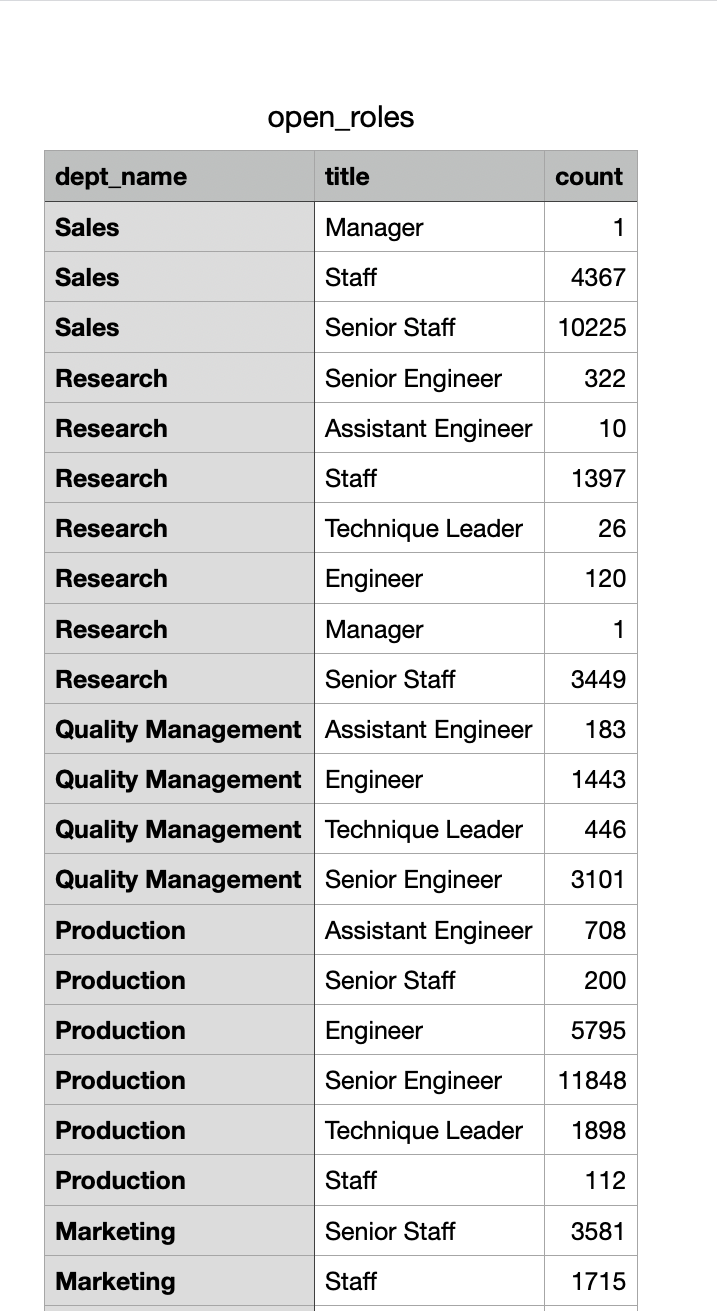 open_roles
dept_name title count
Sales Manager 1
Sales Staff 4367
Sales Senior Staff 10225
Research Senior Engineer 322
Research Assistant Engineer 10
Research Staff 1397
Research Technique Leader 26
Research Engineer 120
Research Manager 1
Research Senior Staff 3449
Quality Management Assistant Engineer 183
Quality Management Engineer 1443
Quality Management Technique Leader 446
Quality Management Senior Engineer 3101
Production Assistant Engineer 708
Production Senior Staff 200
Production Engineer 5795
Production Senior Engineer 11848
Production Technique Leader 1898
Production Staff 112
Marketing Senior Staff 3581
Marketing Staff 1715